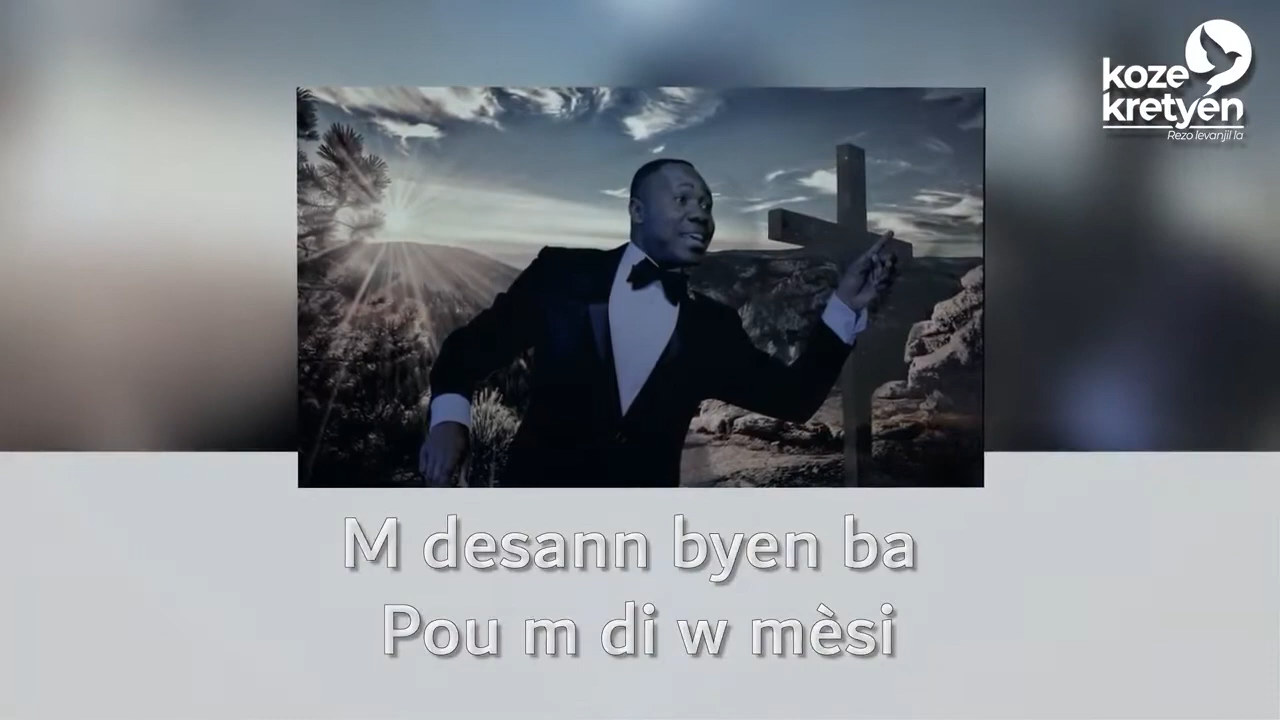 koze
kretyen
Rezo levanjil la
M desann byen ba
Pou m di w mèsi